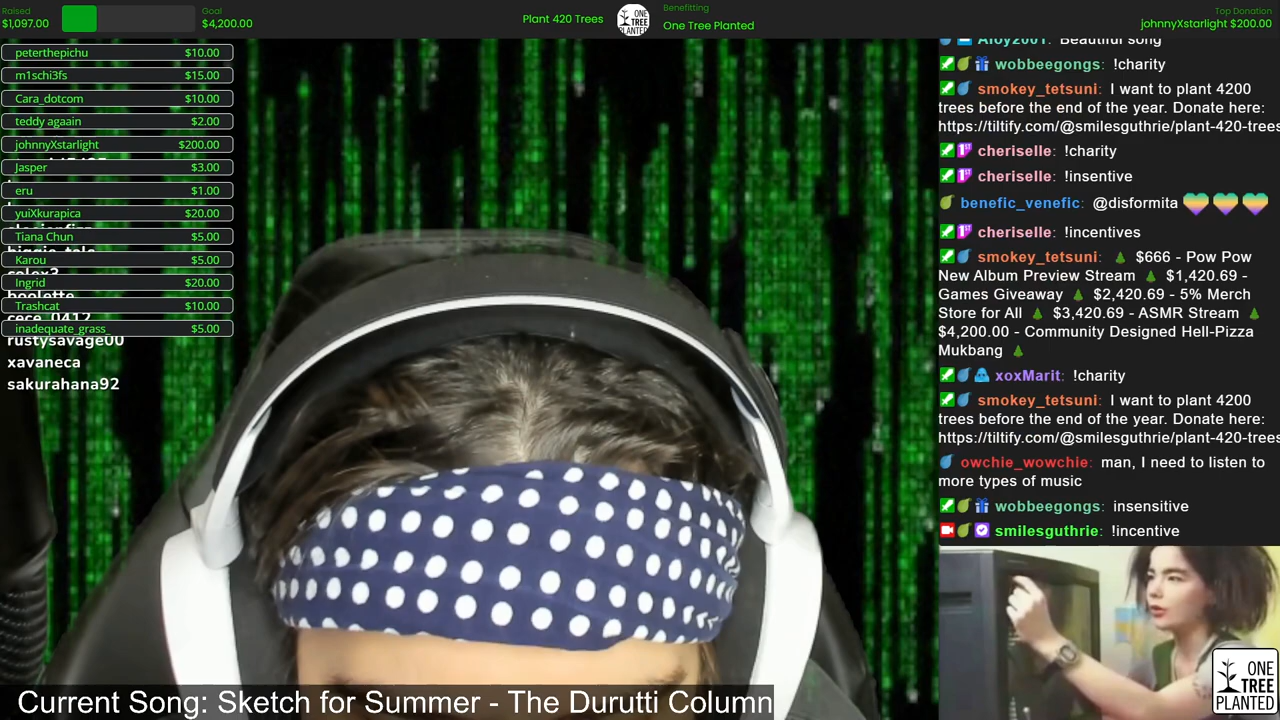 Raised
$1,097.00
Goal
$4,200.00
Plant 420 Trees
ONE
TREE
PLANTED
Benefitting
One Tree Planted
Top Donation
johnnyXstarlight $200.00
peterthepichu $10.00
m1schi3fs $15.00
Cara_dotcom $10.00
teddy agaain $2.00
johnnyXstarlight $200.00
Jasper $3.00
eru $1.00
yuiXkurapica $20.00
Tiana Chun $5.00
Karou $5.00
Ingrid $20.00
Trashcat $10.00
inadequate_grass_ $5.00
rustysavage00
xavaneca
sakurahana92
Aloy2001: Beautiful song
wobbeegongs: !charity
smokey_tetsuni: I want to plant 4200
trees before the end of the year. Donate here:
https://tiltify.com/@smilesguthrie/plant-420-trees
cheriselle: !charity
cheriselle: !insentive
benefic_venefic: @disformita
cheriselle: !incentives
smokey_tetsuni: 🌲 $666 - Pow Pow
New Album Preview Stream 🌲 $1,420.69 -
Games Giveaway 🌲 $2,420.69 - 5% Merch
Store for All 🌲 $3,420.69 - ASMR Stream 🌲
$4,200.00 - Community Designed Hell-Pizza
Mukbang 🌲
xoxMarit: !charity
smokey_tetsuni: I want to plant 4200
trees before the end of the year. Donate here:
https://tiltify.com/@smilesguthrie/plant-420-trees
owchie_wowchie: man, I need to listen to
more types of music
wobbeegongs: insensitive
smilesguthrie: !incentive
ONE
TREE
PLANTED
Current Song: Sketch for Summer - The Durutti Column